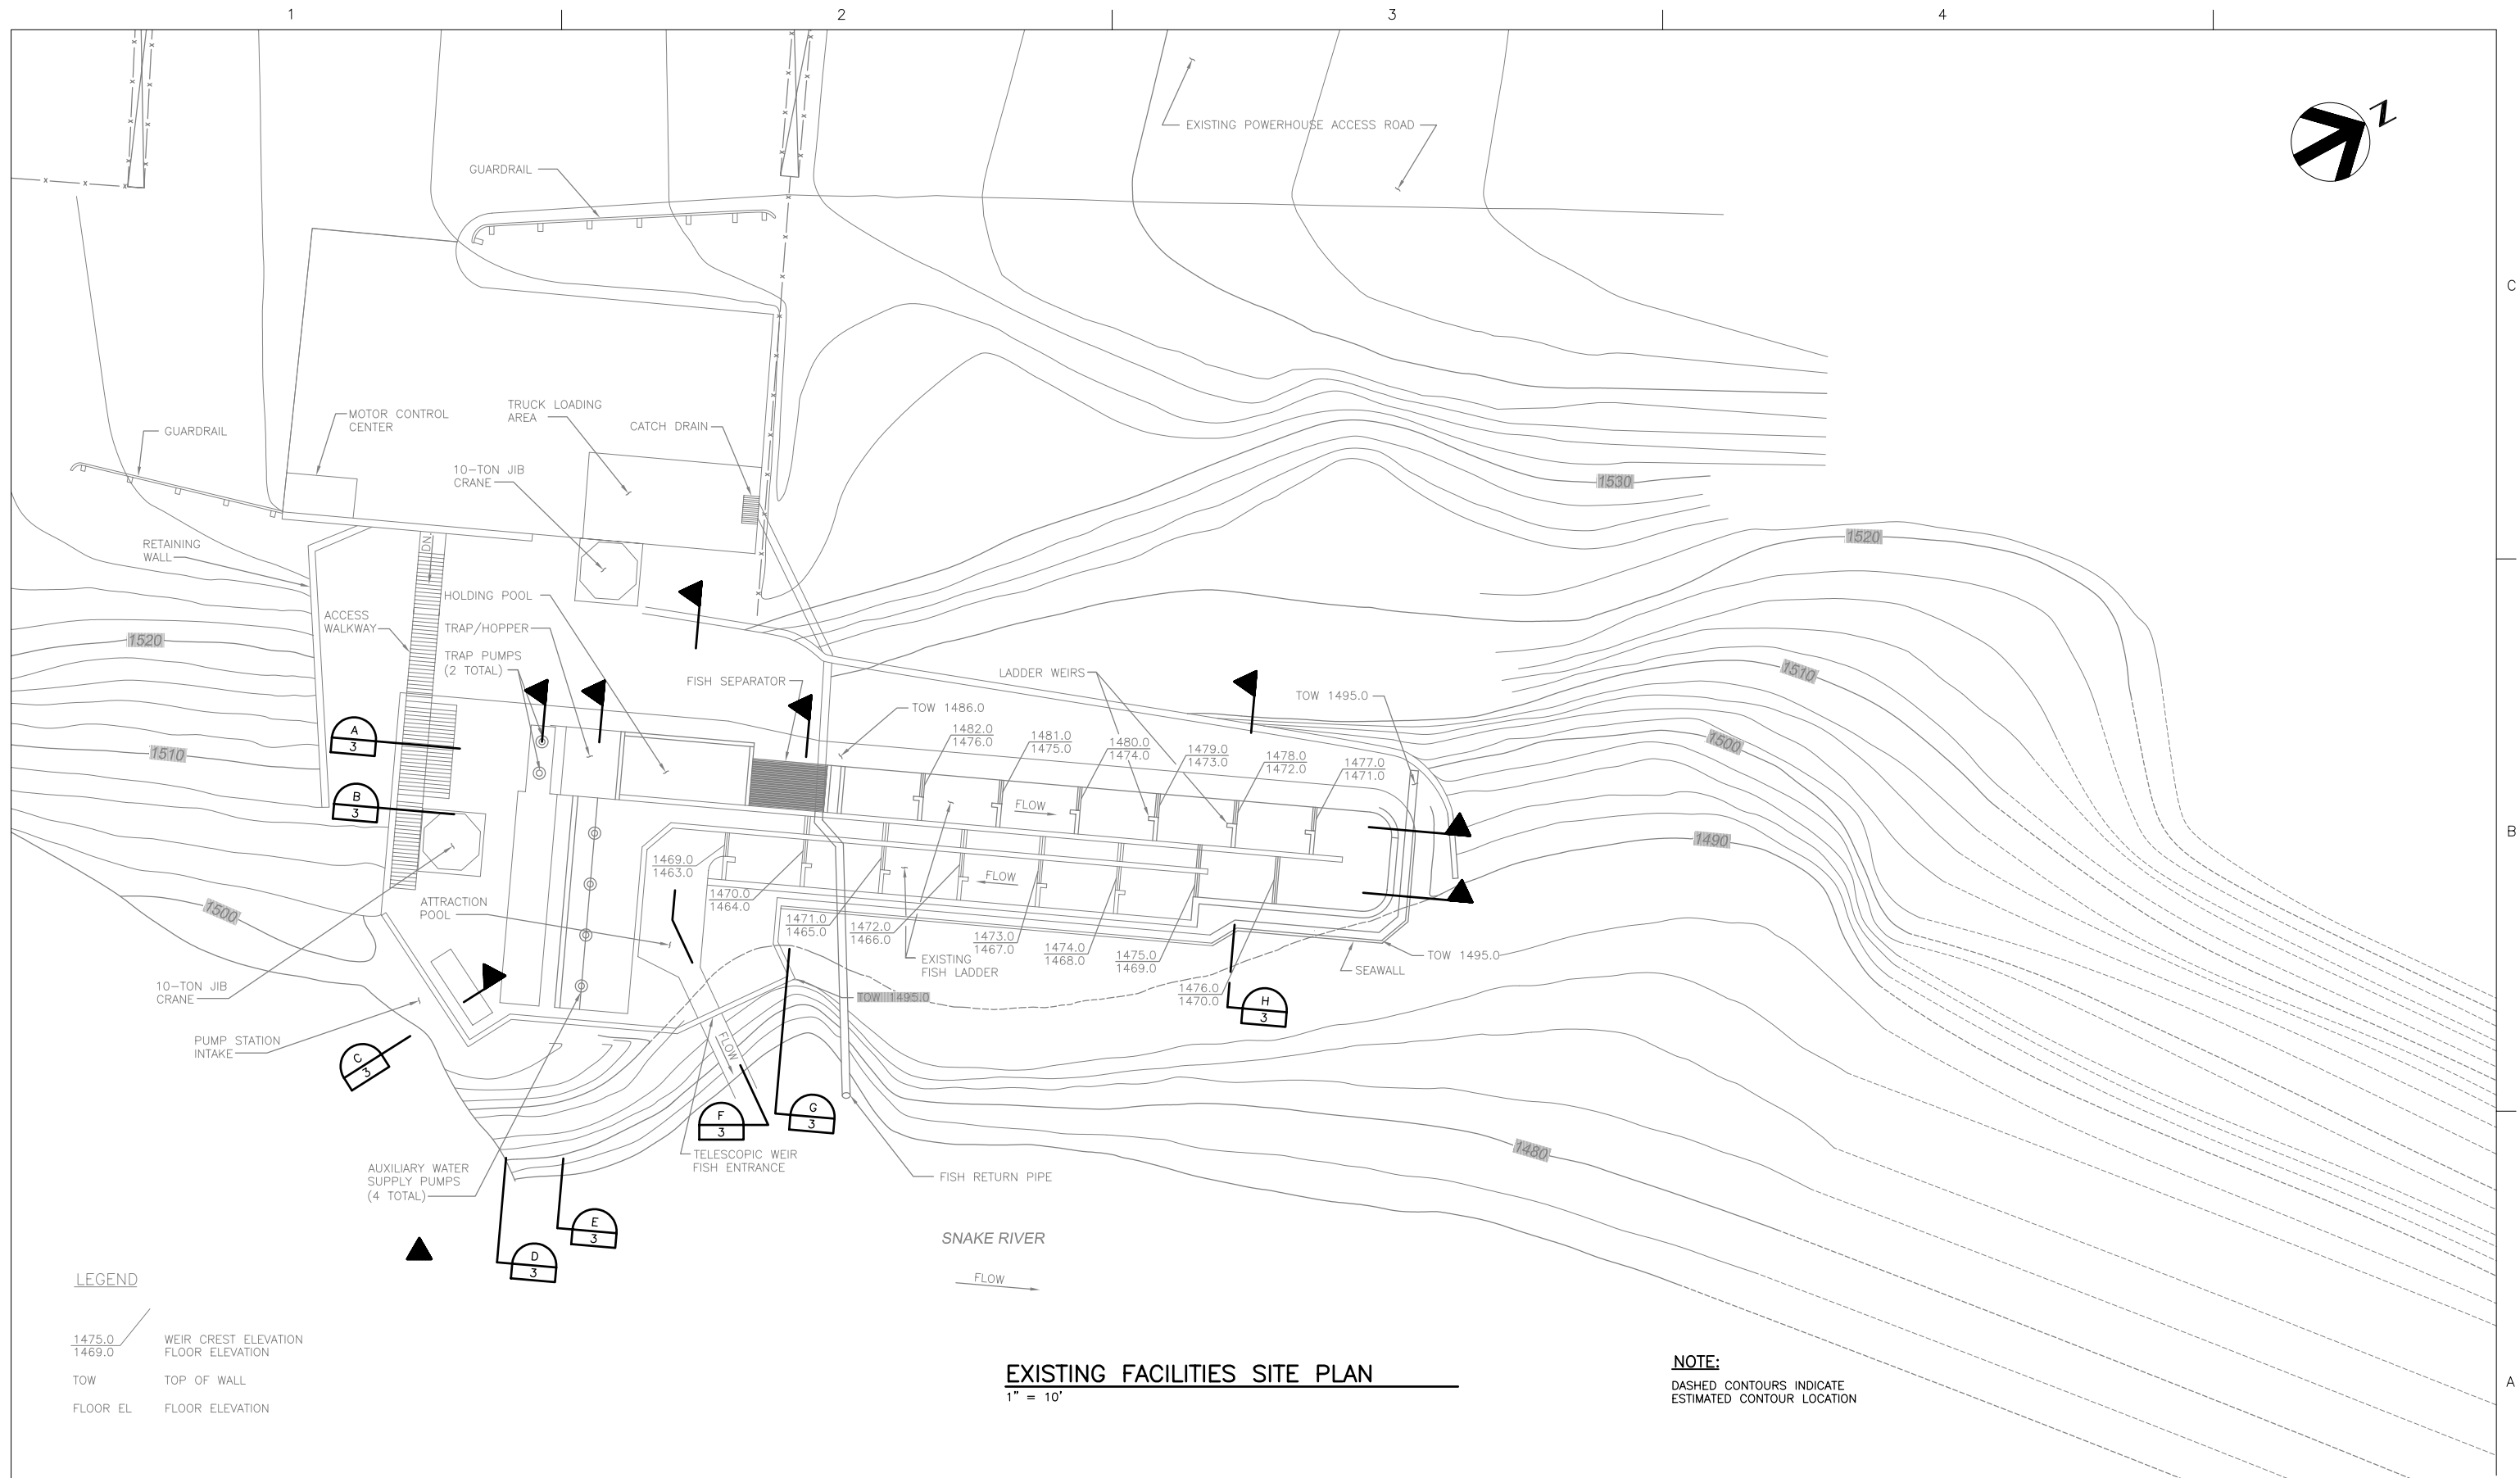 1
2
3
4
C
B
A
N
EXISTING POWERHOUSE ACCESS ROAD
GUARDRAIL
MOTOR CONTROL
CENTER
TRUCK LOADING
AREA
CATCH DRAIN
GUARDRAIL
10-TON JIB
CRANE
1530
1520
RETAINING
WALL
DN
HOLDING POOL
ACCESS
WALKWAY
TRAP/HOPPER
1520
TRAP PUMPS
(2 TOTAL)
FISH SEPARATOR
LADDER WEIRS
1510
TOW 1495.0
TOW 1486.0
A
3
1482.0
1476.0
1481.0
1475.0
1480.0
1474.0
1479.0
1473.0
1478.0
1472.0
1477.0
1471.0
1500
1510
B
3
FLOW
1490
1469.0
1463.0
FLOW
1470.0
1464.0
1471.0
1465.0
1472.0
1466.0
1473.0
1467.0
1474.0
1468.0
1475.0
1469.0
1476.0
1470.0
1500
ATTRACTION
POOL
EXISTING
FISH LADDER
TOW 1495.0
SEAWALL
10-TON JIB
CRANE
TOW 1495.0
H
3
PUMP STATION
INTAKE
FLOW
C
3
F
3
G
3
1480
TELESCOPIC WEIR
FISH ENTRANCE
FISH RETURN PIPE
AUXILIARY WATER
SUPPLY PUMPS
(4 TOTAL)
E
3
D
3
SNAKE RIVER
FLOW
LEGEND
1475.0
1469.0
WEIR CREST ELEVATION
FLOOR ELEVATION
TOW TOP OF WALL
FLOOR EL FLOOR ELEVATION
EXISTING FACILITIES SITE PLAN
1" = 10'
NOTE:
DASHED CONTOURS INDICATE
ESTIMATED CONTOUR LOCATION